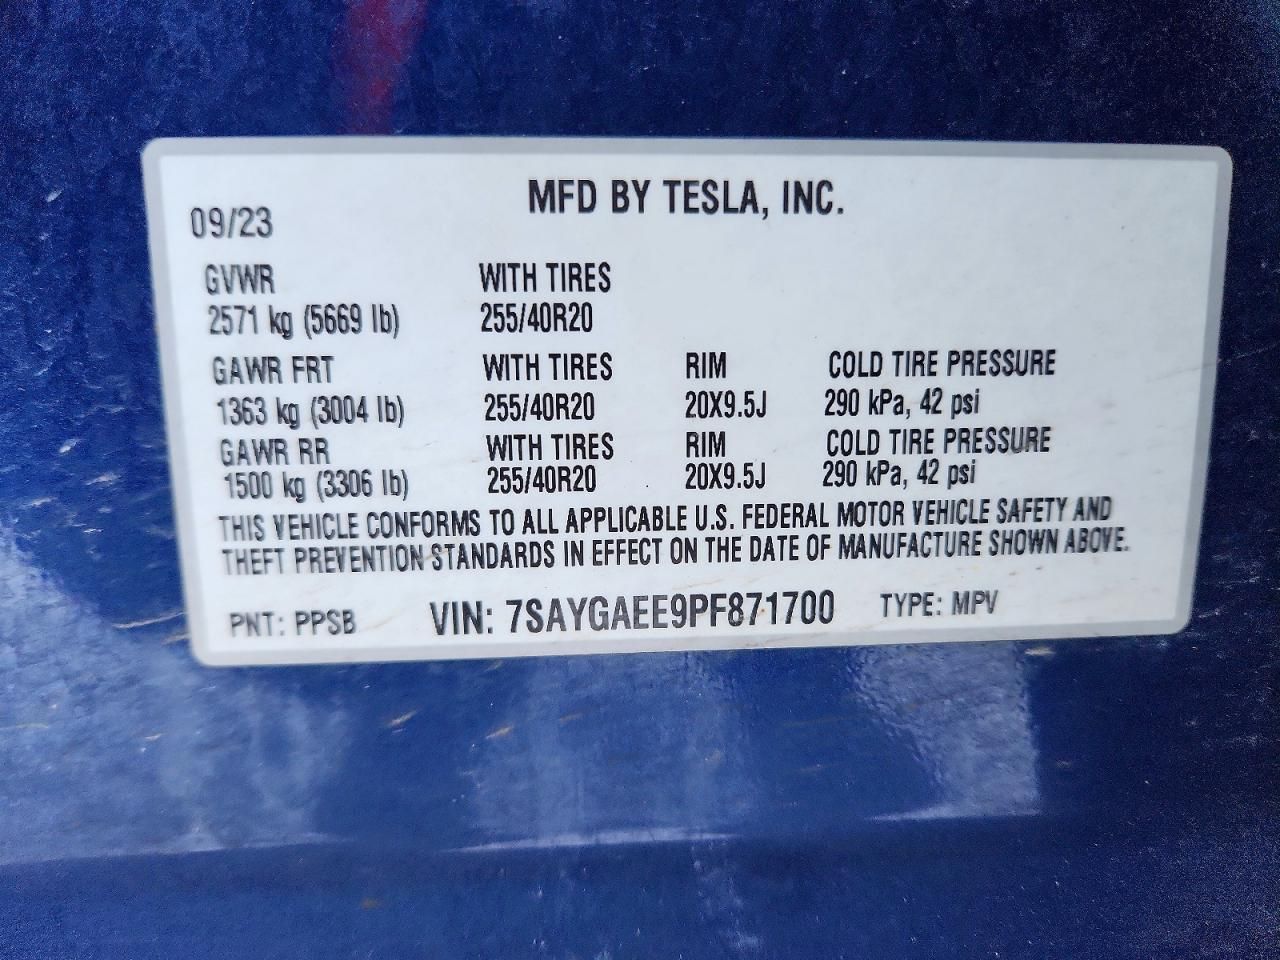 MFD BY TESLA, INC.
09/23
GVWR WITH TIRES
2571 kg (5669 lb) 255/40R20
GAWR FRT WITH TIRES RIM COLD TIRE PRESSURE
1363 kg (3004 lb) 255/40R20 20X9.5J 290 kPa, 42 psi
GAWR RR WITH TIRES RIM COLD TIRE PRESSURE
1500 kg (3306 lb) 255/40R20 20X9.5J 290 kPa, 42 psi
THIS VEHICLE CONFORMS TO ALL APPLICABLE U.S. FEDERAL MOTOR VEHICLE SAFETY AND
THEFT PREVENTION STANDARDS IN EFFECT ON THE DATE OF MANUFACTURE SHOWN ABOVE.
PNT: PPSB VIN: 7SAYGAEE9PF871700 TYPE: MPV